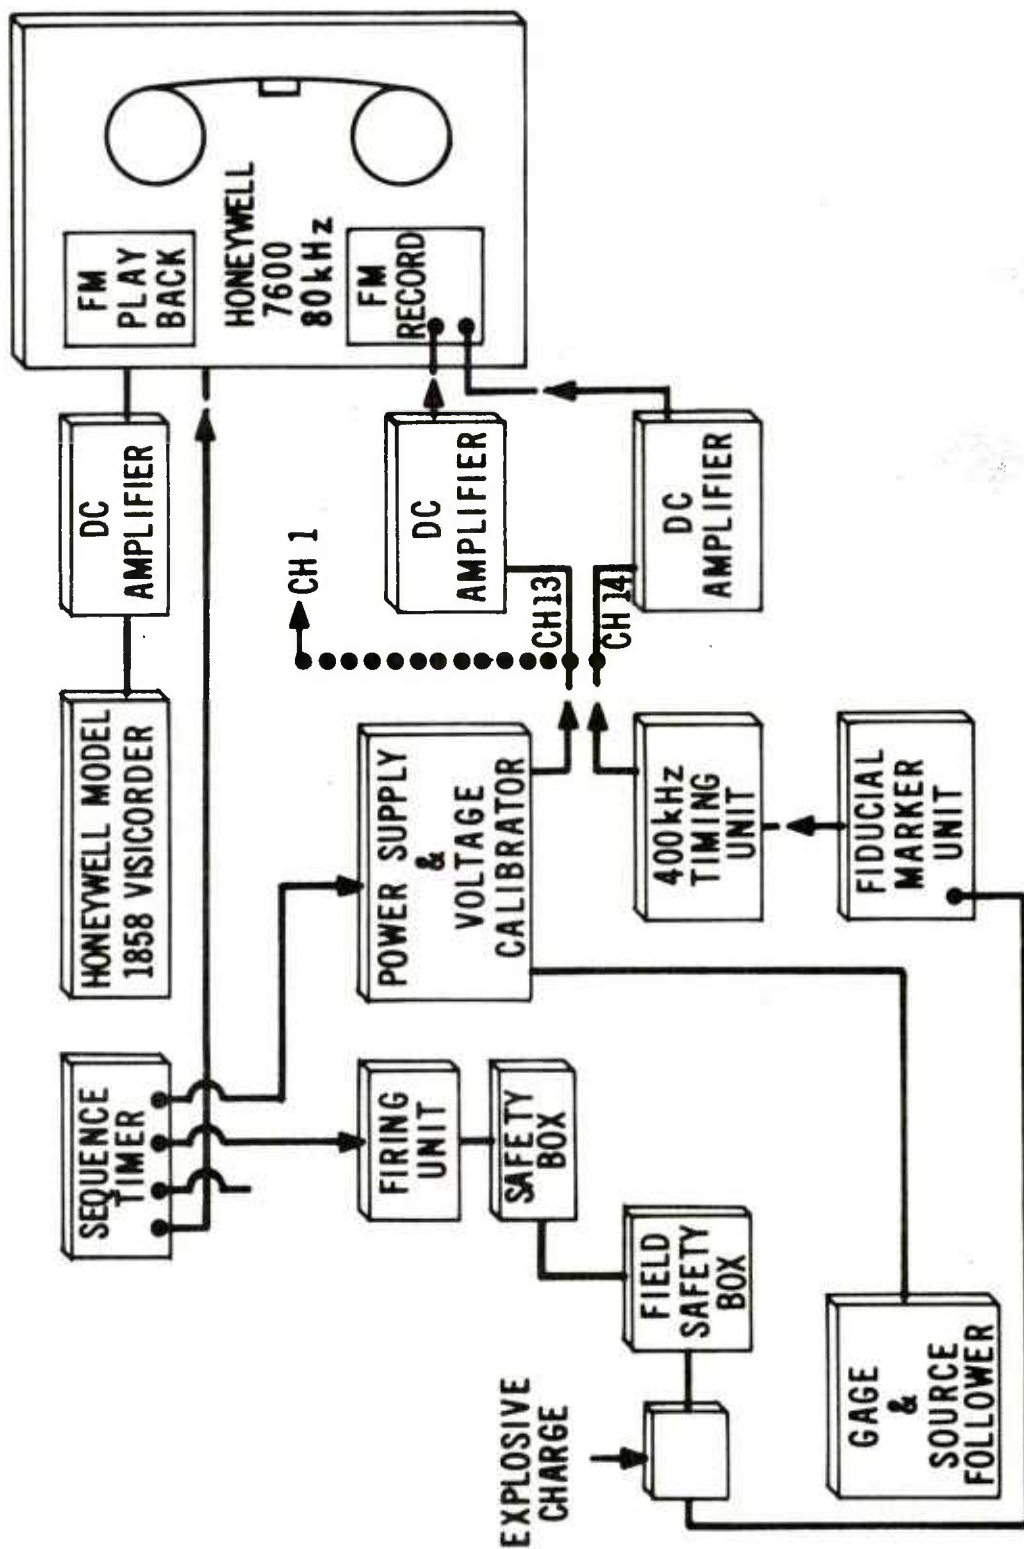 SEQUENCE
TIMER
HONEYWELL MODEL
1858 VISICORDER
DC
AMPLIFIER
FM
PLAY
BACK
HONEYWELL
7600
80kHz
FM
RECORD
FIRING
UNIT
POWER SUPPLY
&
VOLTAGE
CALIBRATOR
CH 1
DC
AMPLIFIER
CH13
CH 14
DC
AMPLIFIER
SAFETY
BOX
EXPLOSIVE
CHARGE
FIELD
SAFETY
BOX
400kHz
TIMING
UNIT
GAGE
&
SOURCE
FOLLOWER
FIDUCIAL
MARKER
UNIT